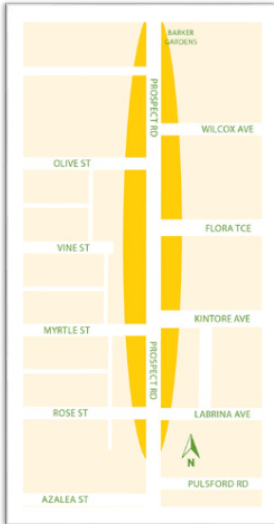 BARKER
GARDENS
PROSPECT RD
WILCOX AVE
OLIVE ST
FLORA TCE
VINE ST
KINTORE AVE
MYRTLE ST
PROSPECT RD
ROSE ST
LABRINA AVE
N
PULSFORD RD
AZALEA ST